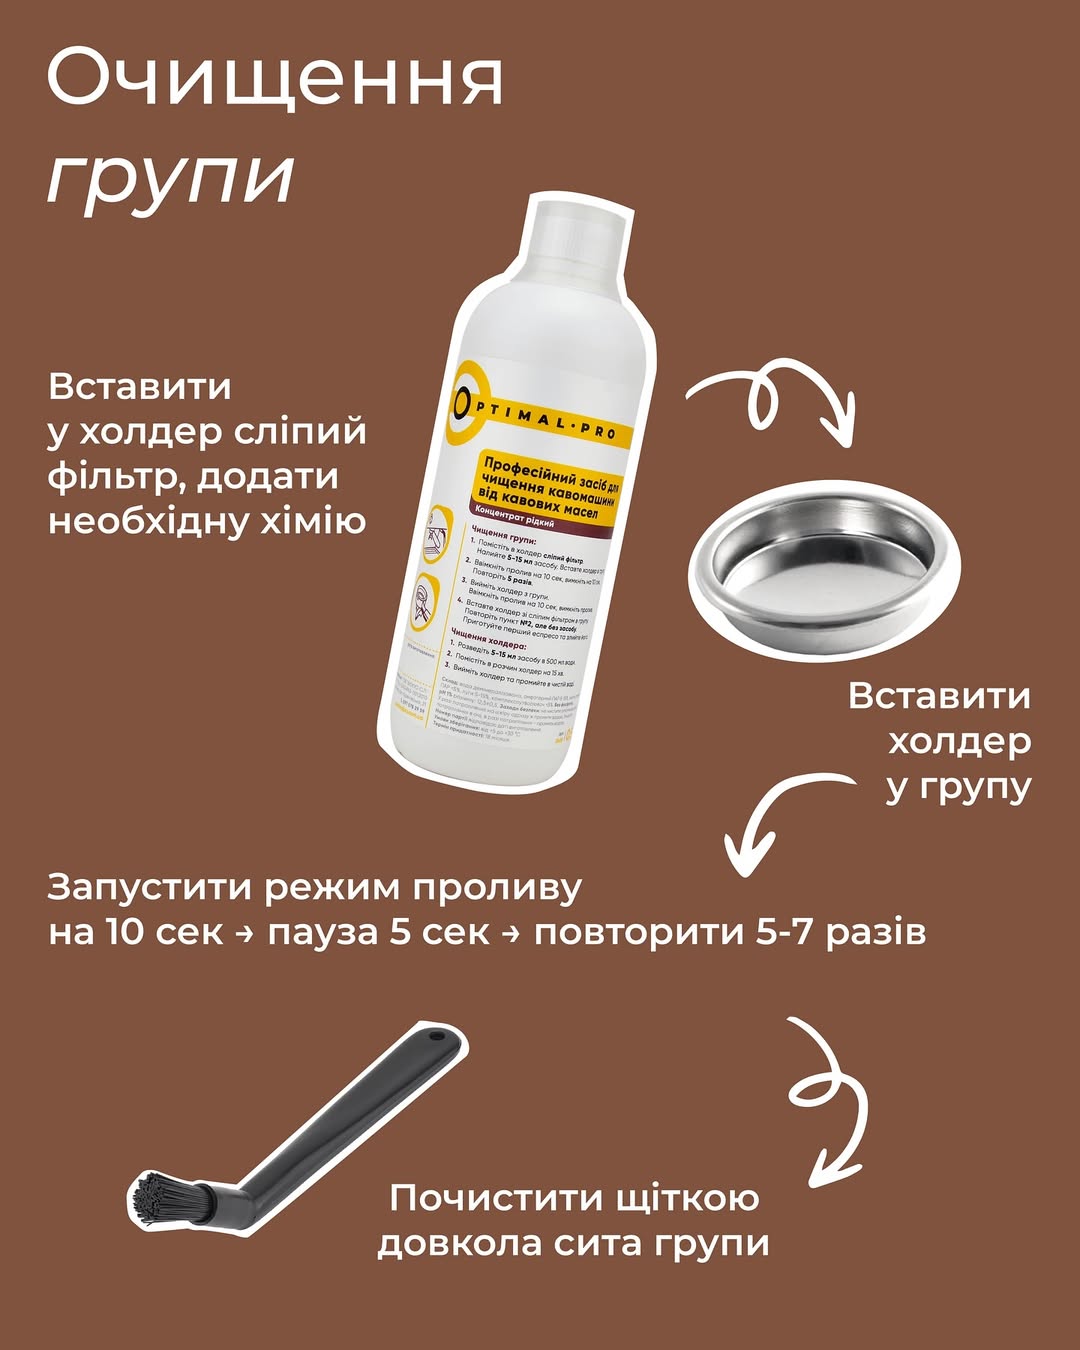 Очищення
групи
Вставити
у холдер сліпий
фільтр, додати
необхідну хімію
OPTIMAL·PRO
Професійний засіб для
чищення кавомашини
від кавових масел
Концентрат рідкий
Чищення групи:
1. Помістіть в холдер сліпий фільтр.
Налийте 5-15 мл засобу. Вставте холдер в
2. Ввімкніть пролив на 10 сек, вимкніть на 10 сек.
Повторіть 5 разів.
3. Вийміть холдер з групи.
Ввімкніть пролив на 10 сек, вимкніть пролив.
4. Вставте холдер зі сліпим фільтром в групу.
Повторіть пункт №2, але без засобу.
Приготуйте перший еспресо та злийте його.
Чищення холдера:
1. Розведіть 5-15 мл засобу в 500 мл води.
2. Помістіть в розчин холдер на 15 хв.
3. Вийміть холдер та промийте в чистій воді.
Вставити
холдер
у групу
Запустити режим проливу
на 10 сек → пауза 5 сек → повторити 5-7 разів
Почистити щіткою
довкола сита групи